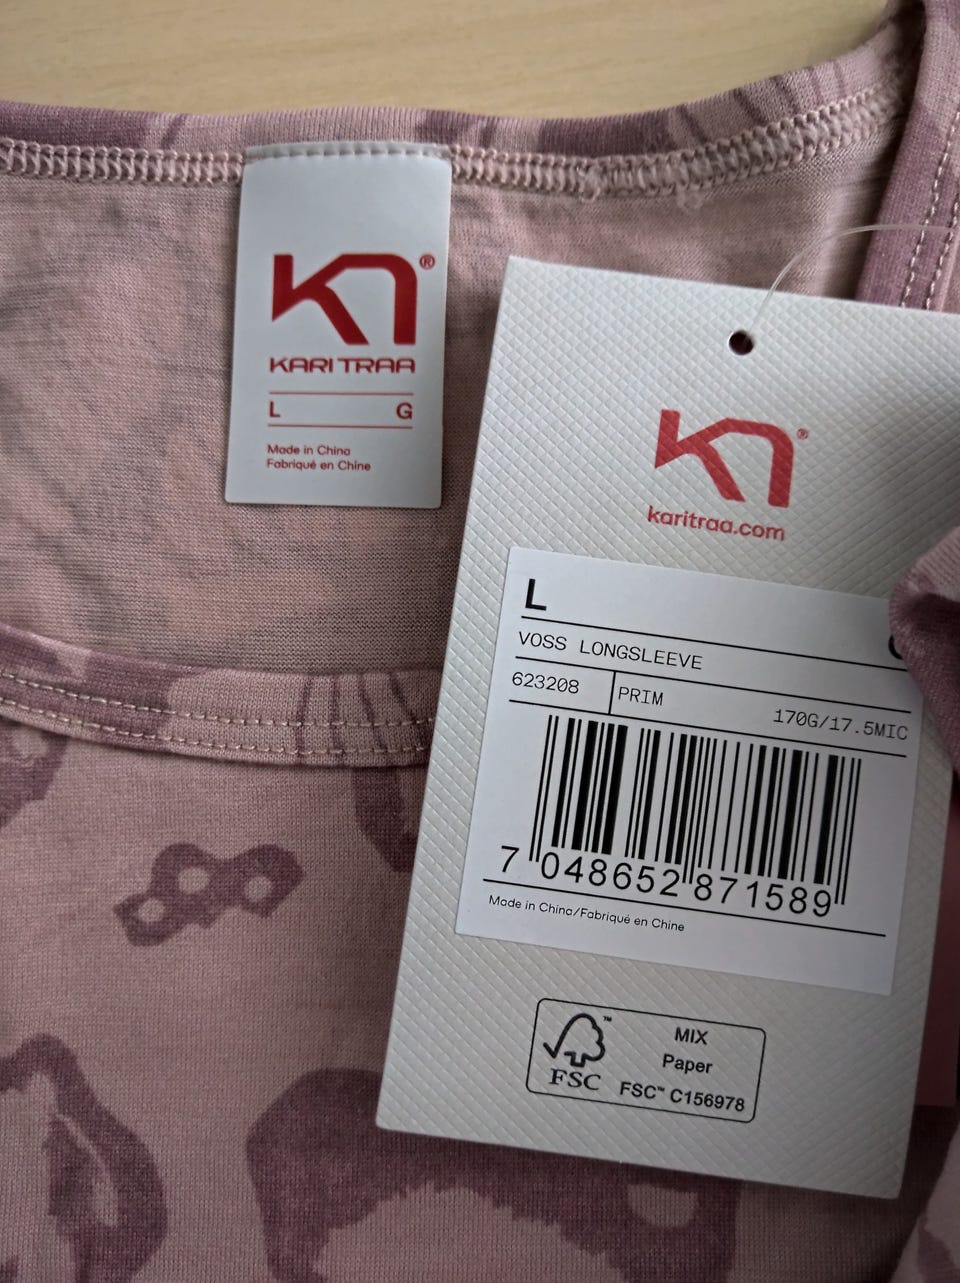 KARI TRAA
L G
Made in China
Fabriqué en Chine
karitraa.com
L
VOSS LONGSLEEVE
623208 PRIM 170G/17.5MIC
7 048652 871589
Made in China/Fabriqué en Chine
FSC™
MIX
Paper
FSC™ C156978